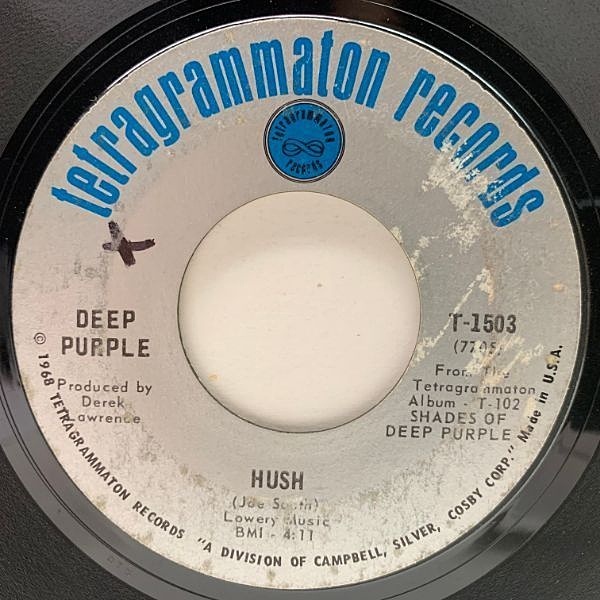 tetragrammaton records
tetragrammaton
records
DEEP
PURPLE
Produced by
Derek
Lawrence
T-1503
From The
Tetragrammaton
Album - T-102
SHADES OF
DEEP PURPLE
HUSH
(Joe South)
Lowery Music
BMI - 4:11
© 1968 TETRAGRAMMATON RECORDS "A DIVISION OF CAMPBELL, SILVER, COSBY CORP." Made in U.S.A.